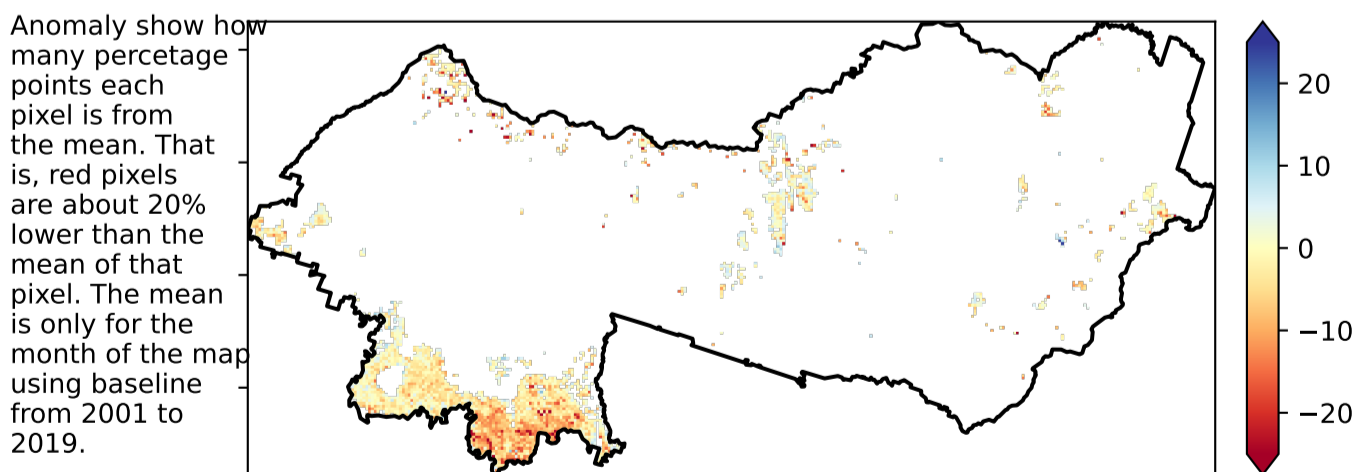 Anomaly show how
many percetage
points each
pixel is from
the mean. That
is, red pixels
are about 20%
lower than the
mean of that
pixel. The mean
is only for the
month of the map
using baseline
from 2001 to
2019.
20
10
0
−10
−20